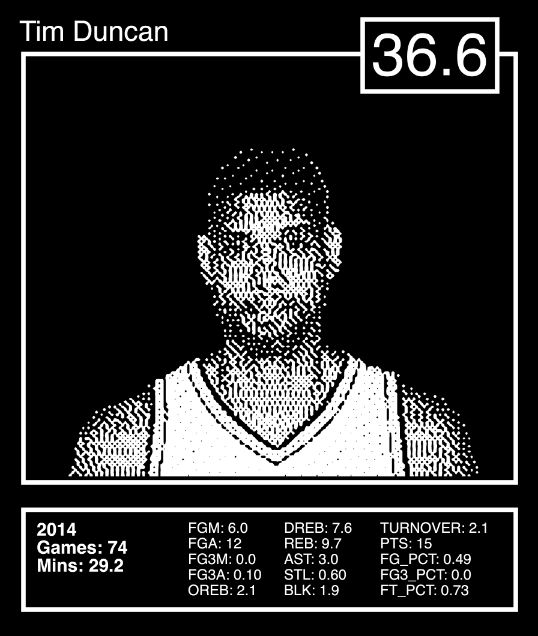 Tim Duncan
36.6
2014
Games: 74
Mins: 29.2
FGM: 6.0
FGA: 12
FG3M: 0.0
FG3A: 0.10
OREB: 2.1
DREB: 7.6
REB: 9.7
AST: 3.0
STL: 0.60
BLK: 1.9
TURNOVER: 2.1
PTS: 15
FG_PCT: 0.49
FG3_PCT: 0.0
FT_PCT: 0.73